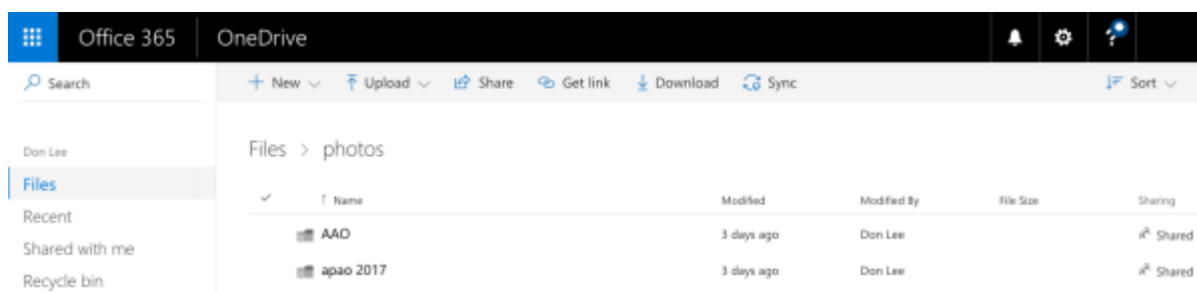 Office 365 OneDrive
Search
New Upload Share Get link Download Sync Sort
Don Lee
Files > photos
Files
Name Modified Modified By File Size Sharing
Recent
AAO 3 days ago Don Lee Shared
Shared with me
apao 2017 3 days ago Don Lee Shared
Recycle bin